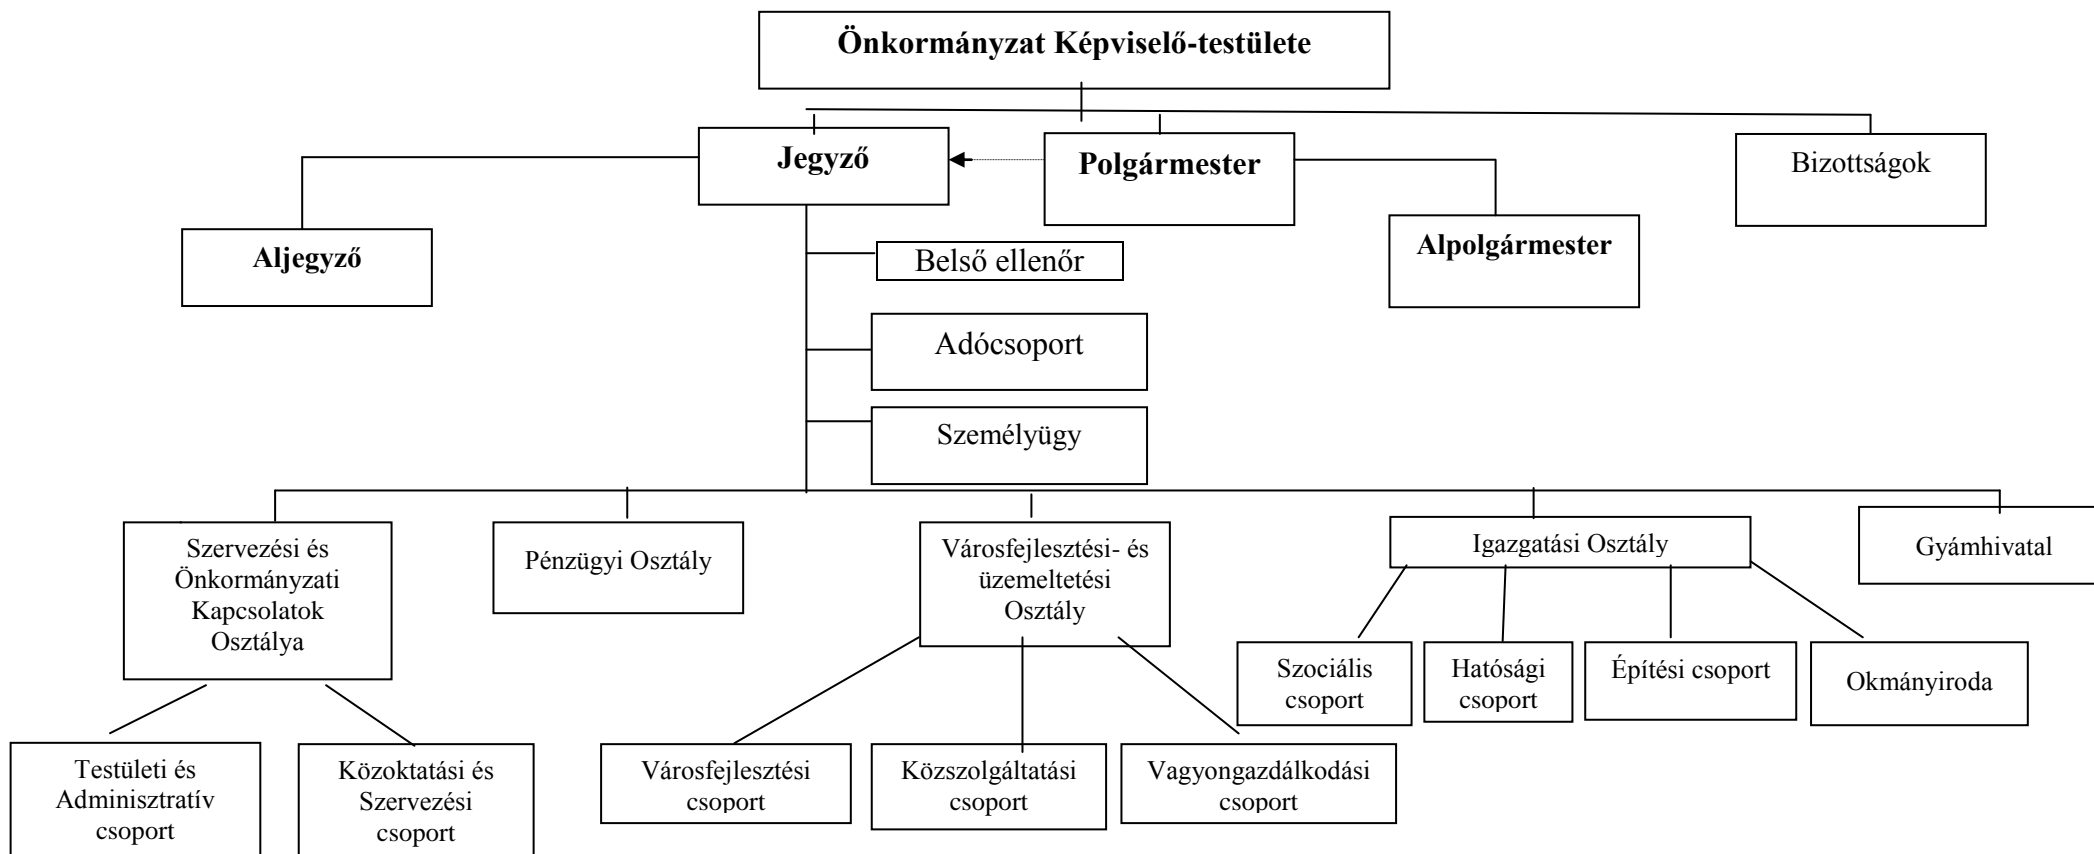 Önkormányzat Képviselő-testülete
Jegyző
Polgármester
Bizottságok
Aljegyző
Belső ellenőr
Alpolgármester
Adócsoport
Személyügy
Szervezési és
Önkormányzati
Kapcsolatok
Osztálya
Pénzügyi Osztály
Városfejlesztési- és
üzemeltetési
Osztály
Igazgatási Osztály
Gyámhivatal
Szociális
csoport
Hatósági
csoport
Építési csoport
Okmányiroda
Testületi és
Adminisztratív
csoport
Közoktatási és
Szervezési
csoport
Városfejlesztési
csoport
Közszolgáltatási
csoport
Vagyongazdálkodási
csoport